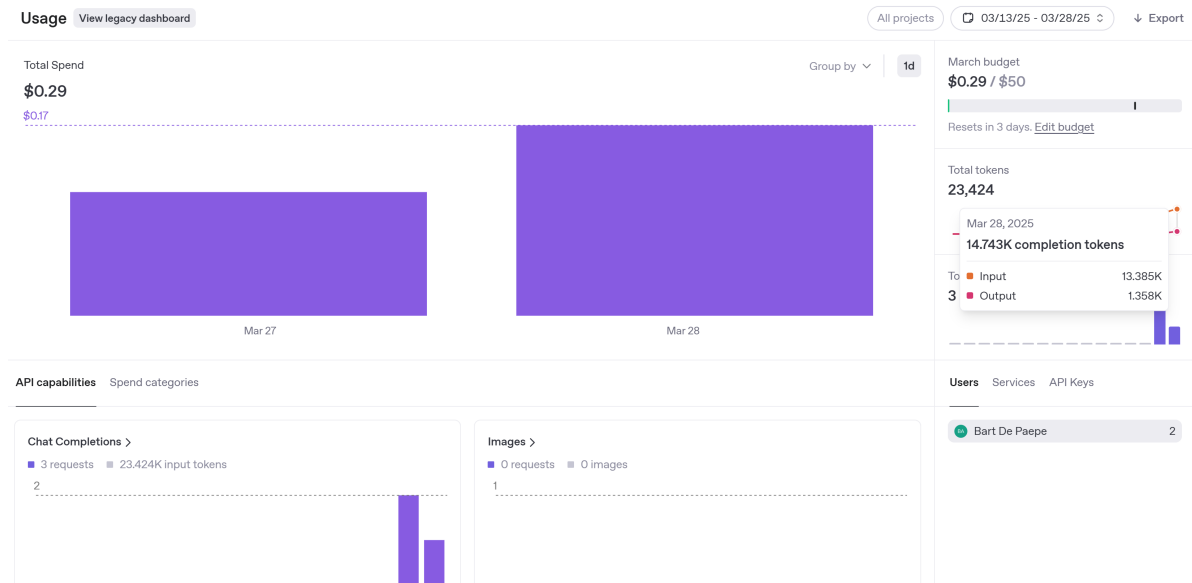 Usage View legacy dashboard All projects 03/13/25 - 03/28/25 Export
Total Spend Group by 1d
$0.29
$0.17
Mar 27 Mar 28
March budget
$0.29 / $50
Resets in 3 days. Edit budget
Total tokens
23,424
Mar 28, 2025
14.743K completion tokens
To Input 13.385K
3 Output 1.358K
API capabilities Spend categories
Users Services API Keys
Chat Completions
3 requests 23.424K input tokens
2
Images
0 requests 0 images
1
BA Bart De Paepe 2